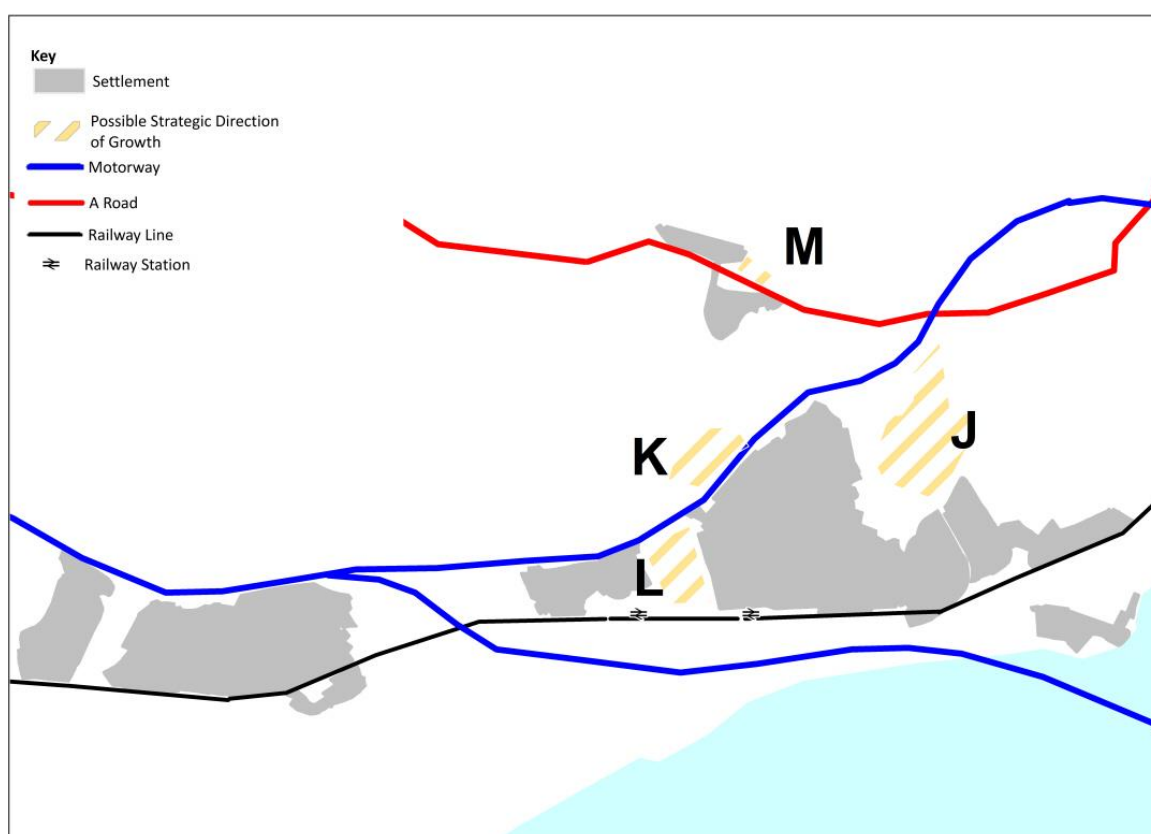 Key
Settlement
Possible Strategic Direction
of Growth
Motorway
A Road
Railway Line
Railway Station
M
K
J
L